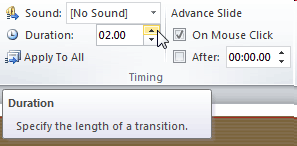 Sound: [No Sound] Advance Slide
Duration: 02.00 On Mouse Click
Apply To All After: 00:00.00
Timing
Duration
Specify the length of a transition.